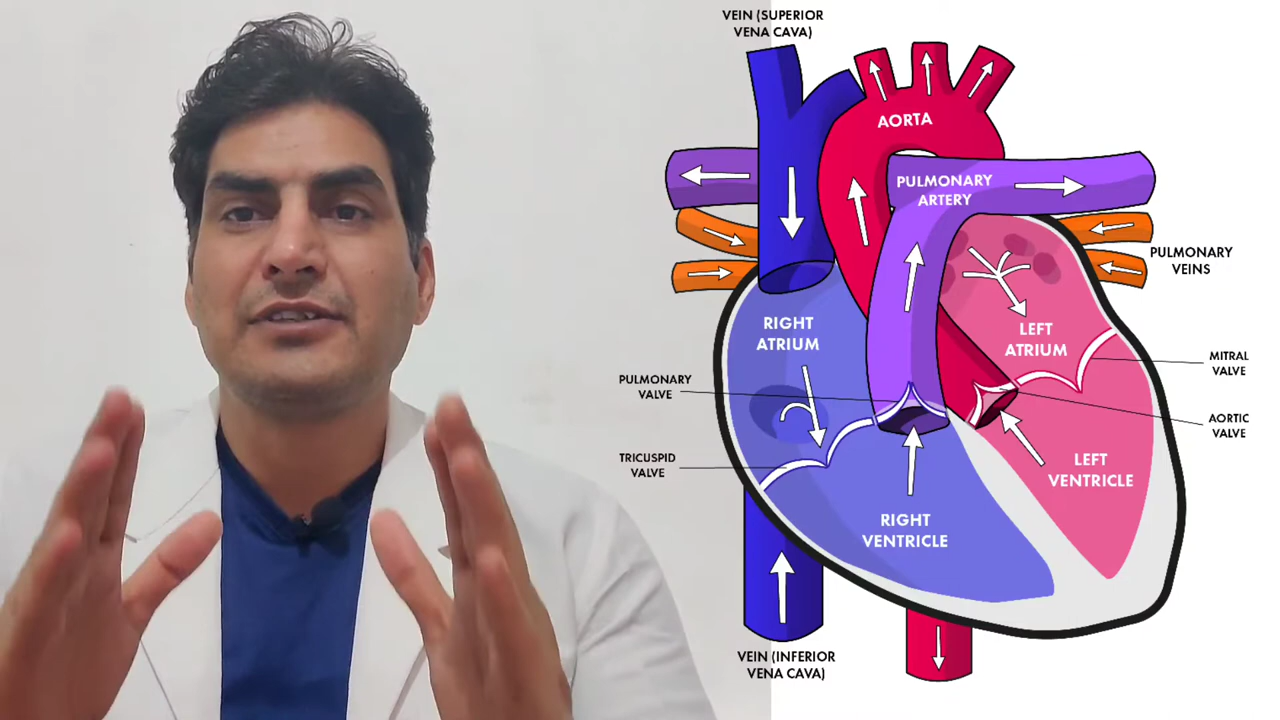 VEIN (SUPERIOR
VENA CAVA)
AORTA
PULMONARY
ARTERY
PULMONARY
VEINS
RIGHT
ATRIUM
LEFT
ATRIUM
MITRAL
VALVE
PULMONARY
VALVE
AORTIC
VALVE
TRICUSPID
VALVE
LEFT
VENTRICLE
RIGHT
VENTRICLE
VEIN (INFERIOR
VENA CAVA)